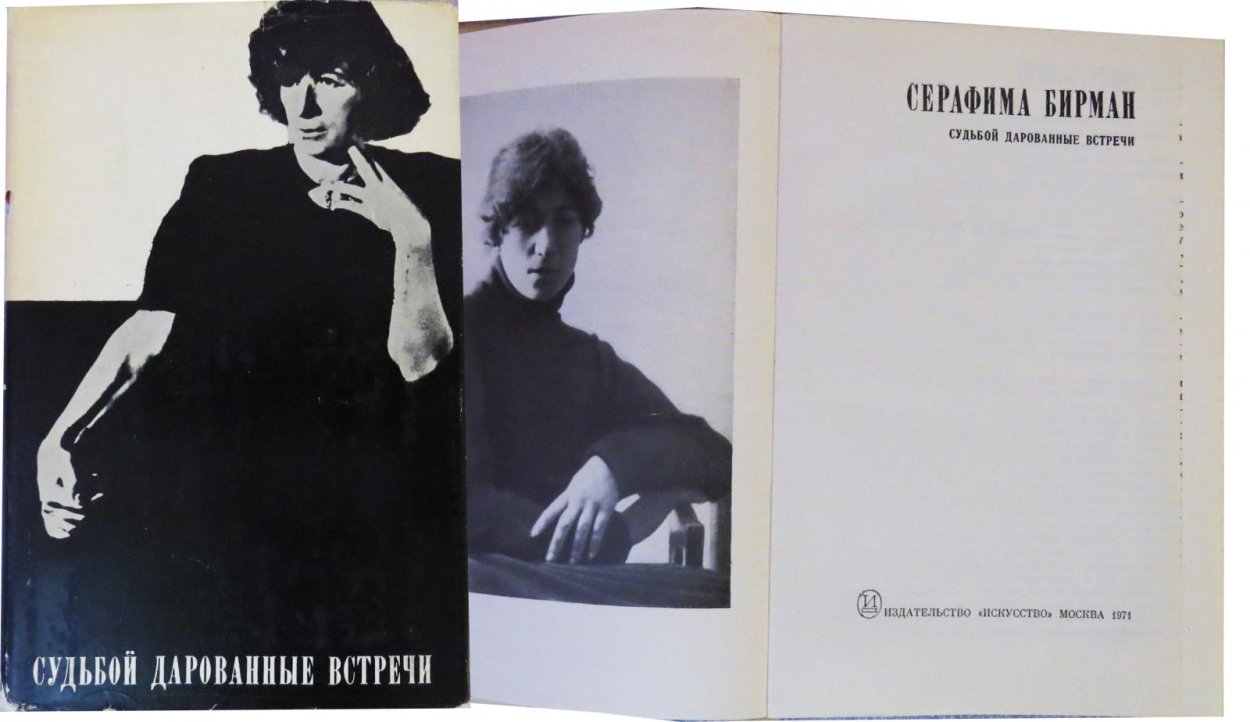 СУДЬБОЙ ДАРОВАННЫЕ ВСТРЕЧИ
СЕРАФИМА БИРМАН
СУДЬБОЙ ДАРОВАННЫЕ ВСТРЕЧИ
И
ИЗДАТЕЛЬСТВО «ИСКУССТВО» МОСКВА 1971